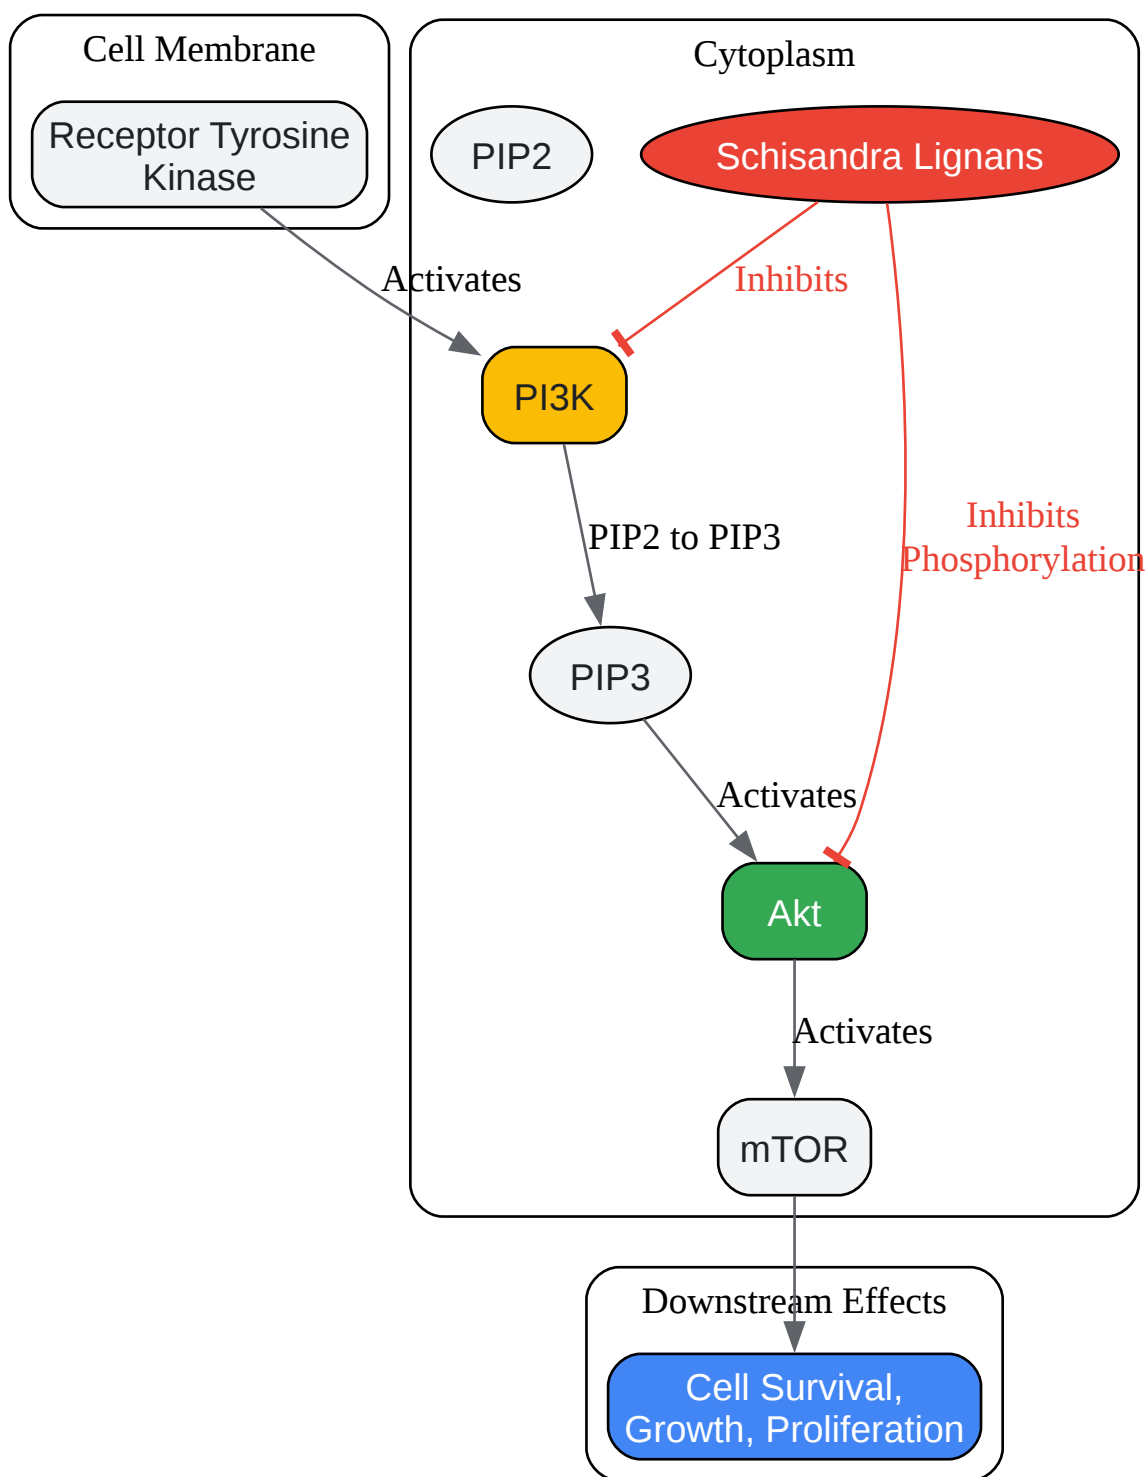 Cell Membrane
Receptor Tyrosine
Kinase
Cytoplasm
PIP2
Schisandra Lignans
Activates
Inhibits
PI3K
Inhibits
Phosphorylation
PIP2 to PIP3
PIP3
Activates
Akt
Activates
mTOR
Downstream Effects
Cell Survival,
Growth, Proliferation